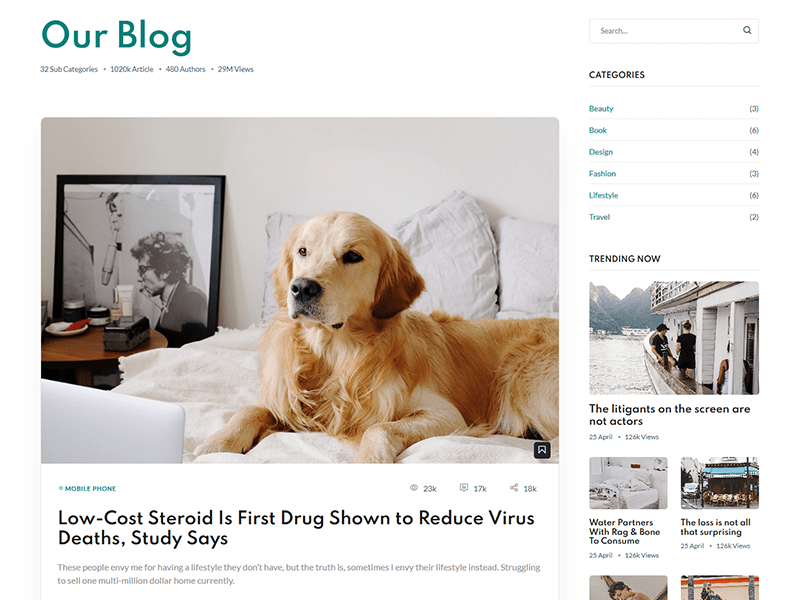 Our Blog
32 Sub Categories • 1020k Article • 480 Authors • 29M Views
MOBILE PHONE
23k 17k 18k
Low-Cost Steroid Is First Drug Shown to Reduce Virus
Deaths, Study Says
These people envy me for having a lifestyle they don't have, but the truth is, sometimes I envy their lifestyle instead. Struggling
to sell one multi-million dollar home currently.
Search...
CATEGORIES
Beauty (3)
Book (6)
Design (4)
Fashion (3)
Lifestyle (6)
Travel (2)
TRENDING NOW
The litigants on the screen are
not actors
25 April • 126k Views
Water Partners
With Rag & Bone
To Consume
25 April • 126k Views
The loss is not all
that surprising
25 April • 126k Views